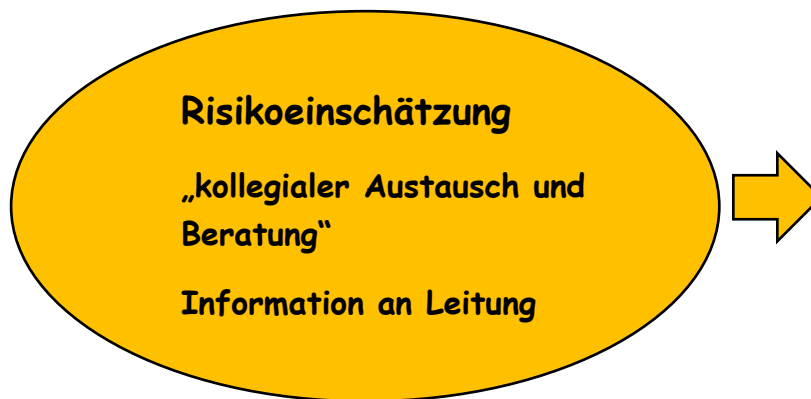 Risikoeinschätzung
„kollegialer Austausch und
Beratung“
Information an Leitung